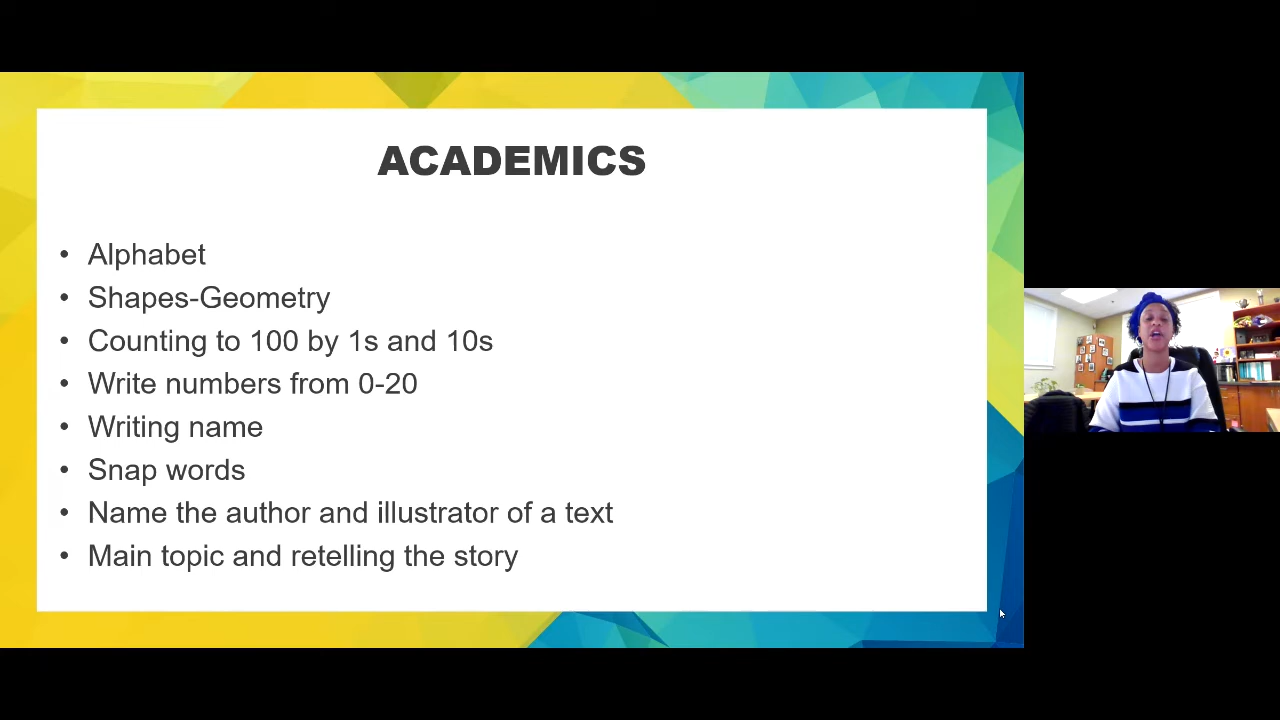 ACADEMICS
• Alphabet
• Shapes-Geometry
• Counting to 100 by 1s and 10s
• Write numbers from 0-20
• Writing name
• Snap words
• Name the author and illustrator of a text
• Main topic and retelling the story